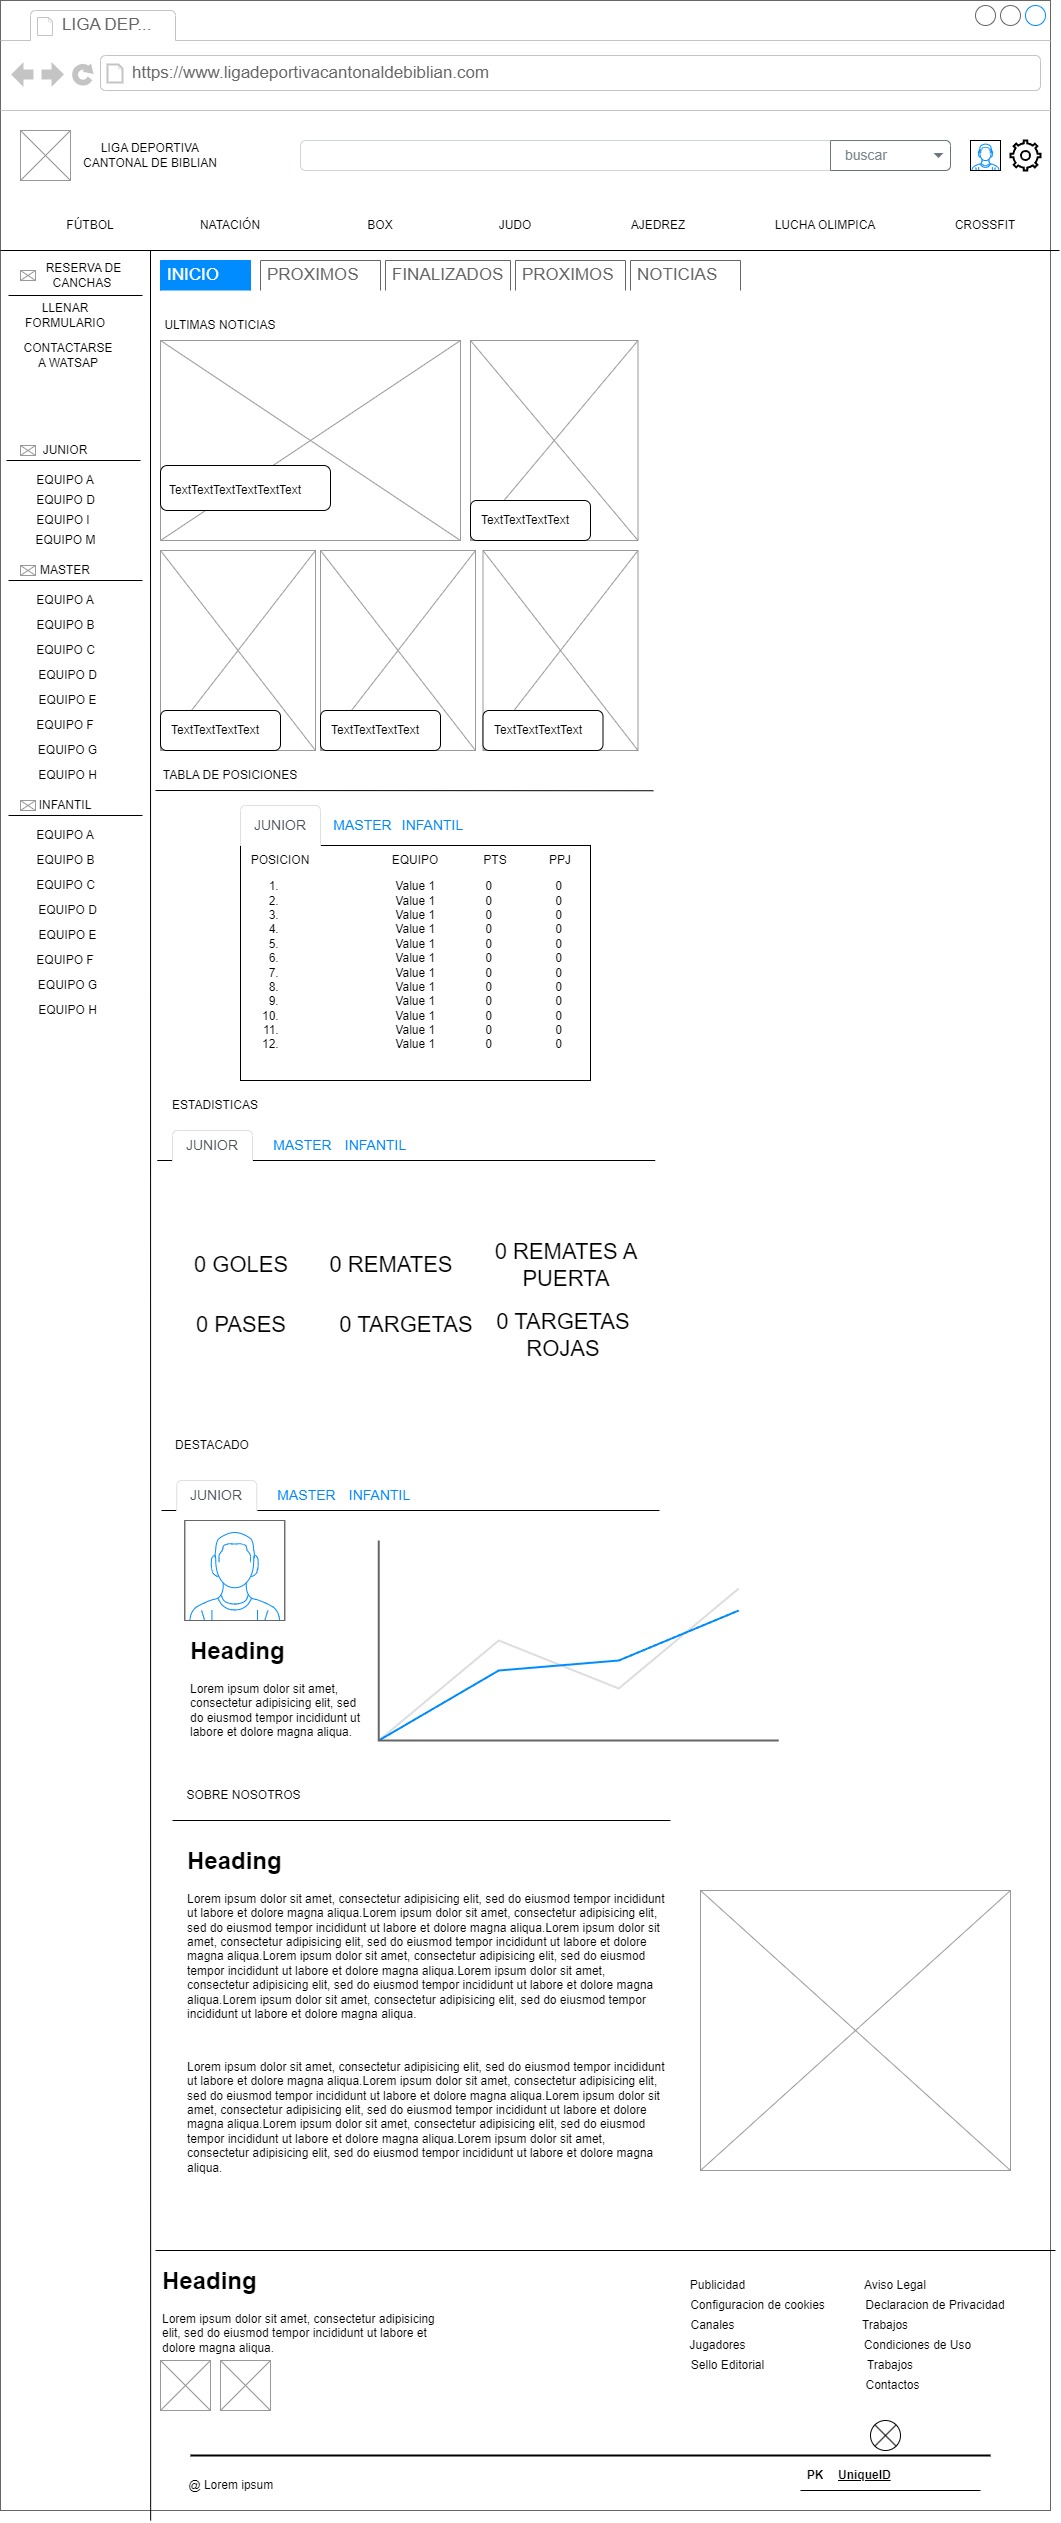 LIGA DEP...
https://www.ligadeportivacantonaldebiblian.com
LIGA DEPORTIVA
CANTONAL DE BIBLIAN
buscar
FÚTBOL NATACIÓN BOX JUDO AJEDREZ LUCHA OLIMPICA CROSSFIT
RESERVA DE
CANCHAS
LLENAR
FORMULARIO
CONTACTARSE
A WATSAP
JUNIOR
EQUIPO A
EQUIPO D
EQUIPO I
EQUIPO M
MASTER
EQUIPO A
EQUIPO B
EQUIPO C
EQUIPO D
EQUIPO E
EQUIPO F
EQUIPO G
EQUIPO H
INFANTIL
EQUIPO A
EQUIPO B
EQUIPO C
EQUIPO D
EQUIPO E
EQUIPO F
EQUIPO G
EQUIPO H
INICIO PROXIMOS FINALIZADOS PROXIMOS NOTICIAS
ULTIMAS NOTICIAS
TextTextTextTextTextText
TextTextTextText
TextTextTextText TextTextTextText TextTextTextText
TABLA DE POSICIONES
JUNIOR MASTER INFANTIL
POSICION EQUIPO PTS PPJ
1. Value 1 0 0
2. Value 1 0 0
3. Value 1 0 0
4. Value 1 0 0
5. Value 1 0 0
6. Value 1 0 0
7. Value 1 0 0
8. Value 1 0 0
9. Value 1 0 0
10. Value 1 0 0
11. Value 1 0 0
12. Value 1 0 0
ESTADISTICAS
JUNIOR MASTER INFANTIL
0 GOLES
0 REMATES
0 REMATES A
PUERTA
0 PASES
0 TARGETAS
0 TARGETAS
ROJAS
DESTACADO
JUNIOR MASTER INFANTIL
Heading
Lorem ipsum dolor sit amet,
consectetur adipisicing elit, sed
do eiusmod tempor incididunt ut
labore et dolore magna aliqua.
SOBRE NOSOTROS
Heading
Lorem ipsum dolor sit amet, consectetur adipisicing elit, sed do eiusmod tempor incididunt
ut labore et dolore magna aliqua.Lorem ipsum dolor sit amet, consectetur adipisicing elit,
sed do eiusmod tempor incididunt ut labore et dolore magna aliqua.Lorem ipsum dolor sit
amet, consectetur adipisicing elit, sed do eiusmod tempor incididunt ut labore et dolore
magna aliqua.Lorem ipsum dolor sit amet, consectetur adipisicing elit, sed do eiusmod
tempor incididunt ut labore et dolore magna aliqua.Lorem ipsum dolor sit amet,
consectetur adipisicing elit, sed do eiusmod tempor incididunt ut labore et dolore magna
aliqua.Lorem ipsum dolor sit amet, consectetur adipisicing elit, sed do eiusmod tempor
incididunt ut labore et dolore magna aliqua.
Lorem ipsum dolor sit amet, consectetur adipisicing elit, sed do eiusmod tempor incididunt
ut labore et dolore magna aliqua.Lorem ipsum dolor sit amet, consectetur adipisicing elit,
sed do eiusmod tempor incididunt ut labore et dolore magna aliqua.Lorem ipsum dolor sit
amet, consectetur adipisicing elit, sed do eiusmod tempor incididunt ut labore et dolore
magna aliqua.Lorem ipsum dolor sit amet, consectetur adipisicing elit, sed do eiusmod
tempor incididunt ut labore et dolore magna aliqua.Lorem ipsum dolor sit amet,
consectetur adipisicing elit, sed do eiusmod tempor incididunt ut labore et dolore magna
aliqua.
Heading
Lorem ipsum dolor sit amet, consectetur adipisicing
elit, sed do eiusmod tempor incididunt ut labore et
dolore magna aliqua.
Publicidad
Configuracion de cookies
Canales
Jugadores
Sello Editorial
Aviso Legal
Declaracion de Privacidad
Trabajos
Condiciones de Uso
Trabajos
Contactos
@ Lorem ipsum
PK UniqueID